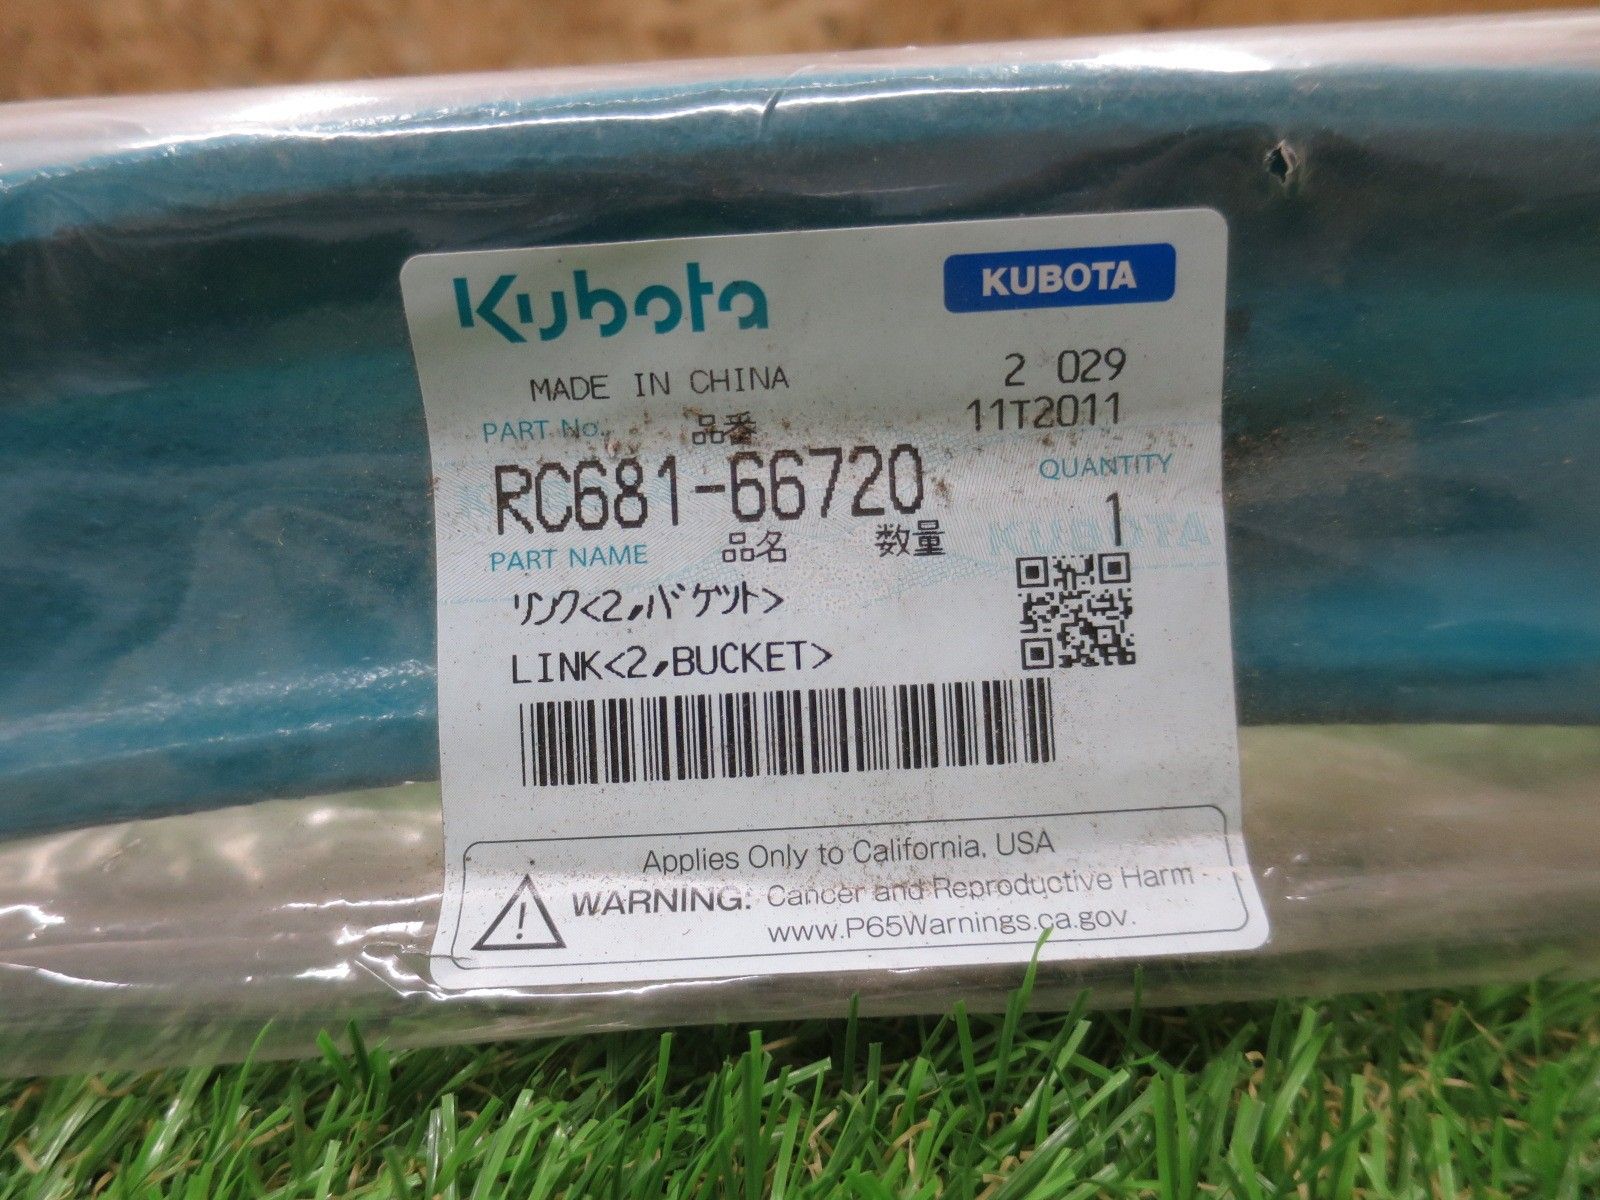 Kubota KUBOTA
MADE IN CHINA 2 029
PART No. 品番 11T2011
RC681-66720 QUANTITY
PART NAME 品名 数量 1
リンク<2,バケット>
LINK<2,BUCKET>
Applies Only to California, USA
WARNING: Cancer and Reproductive Harm
www.P65Warnings.ca.gov.